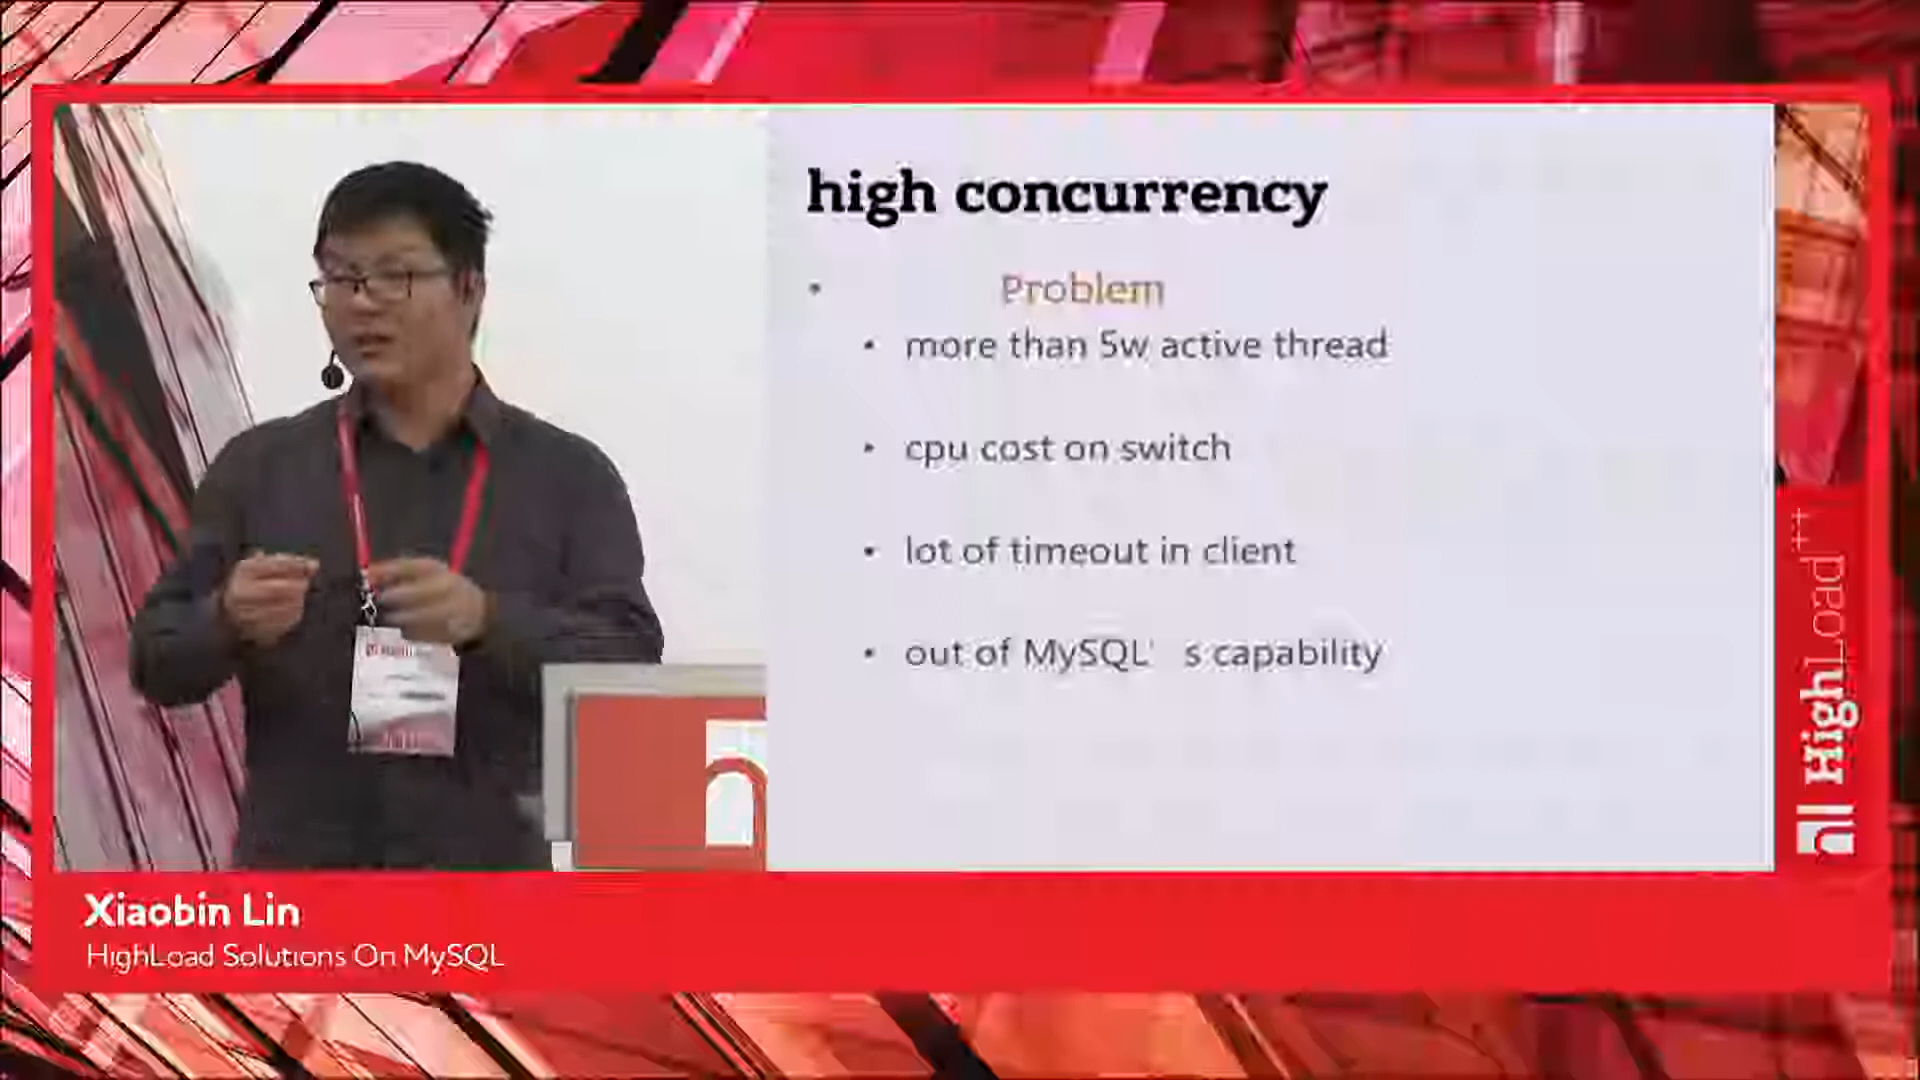 high concurrency
• Problem
• more than 5w active thread
• cpu cost on switch
• lot of timeout in client
• out of MySQL' s capability
HighLoad++
Xiaobin Lin
HighLoad Solutions On MySQL